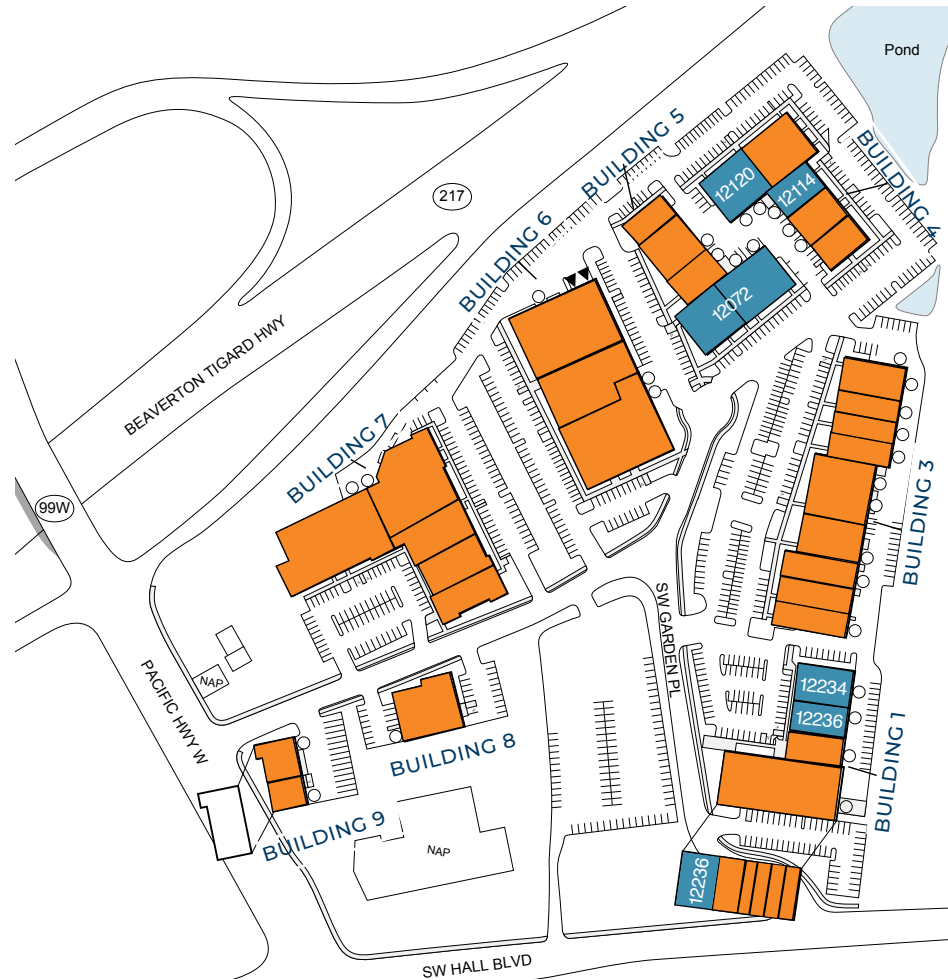 Pond
BUILDING 5
BUILDING 4
12120
12114
217
BUILDING 6
12072
BEAVERTON TIGARD HWY
BUILDING 7
99W
BUILDING 3
SW GARDEN PL
NAP
PACIFIC HWY W
12234
12236
BUILDING 8
BUILDING 1
BUILDING 9
NAP
12236
SW HALL BLVD